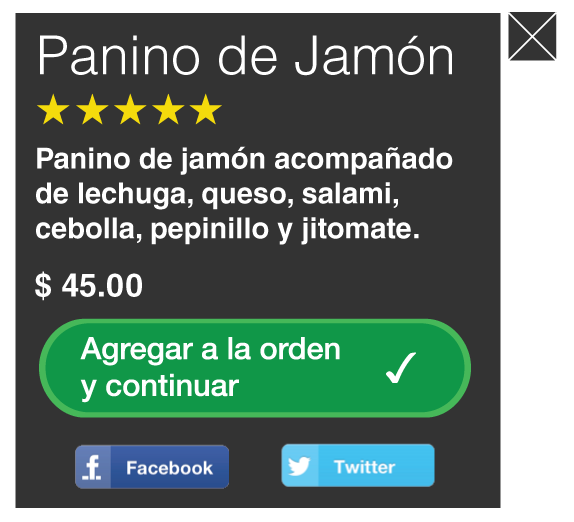 Panino de Jamón
Panino de jamón acompañado
de lechuga, queso, salami,
cebolla, pepinillo y jitomate.
$ 45.00
Agregar a la orden
y continuar
Facebook
Twitter